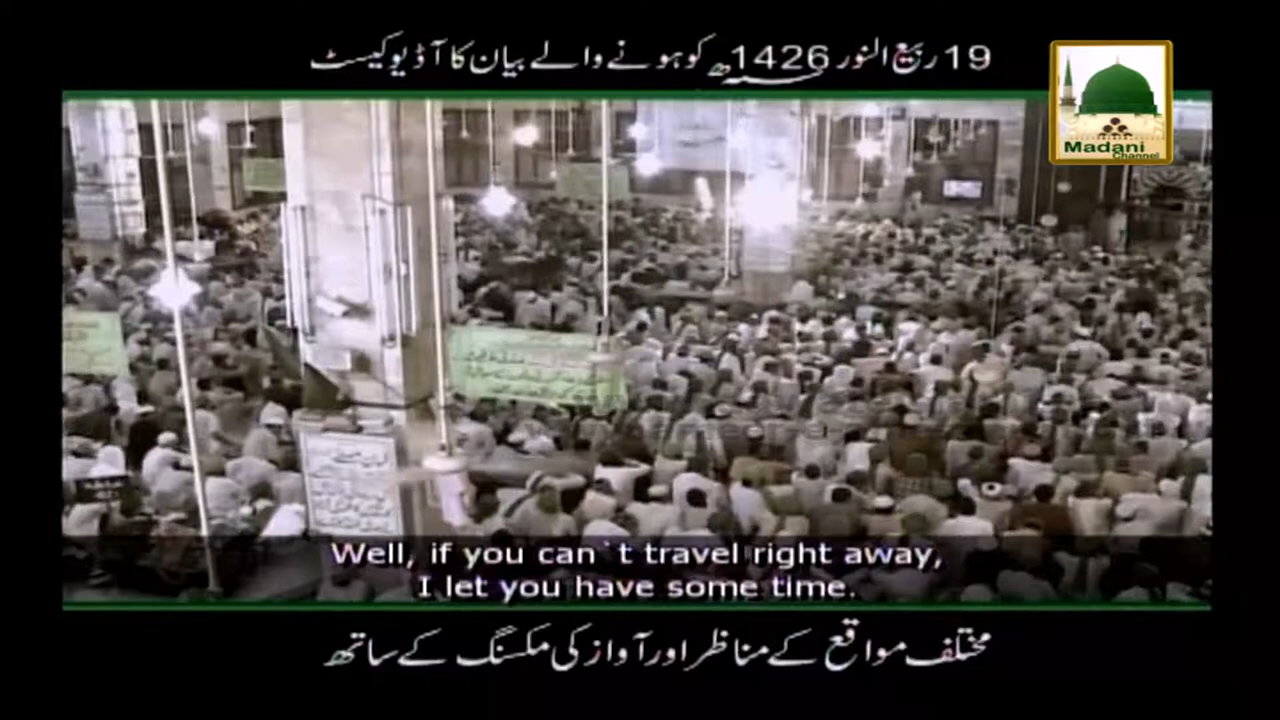 19 ربیع النور 1426ھ کو ہونے والے بیان کا آڈیو کیسٹ
Madani
Channel
Well, if you can`t travel right away,
I let you have some time.
مختلف مواقع کے مناظر اور آواز کی مکسنگ کے ساتھ